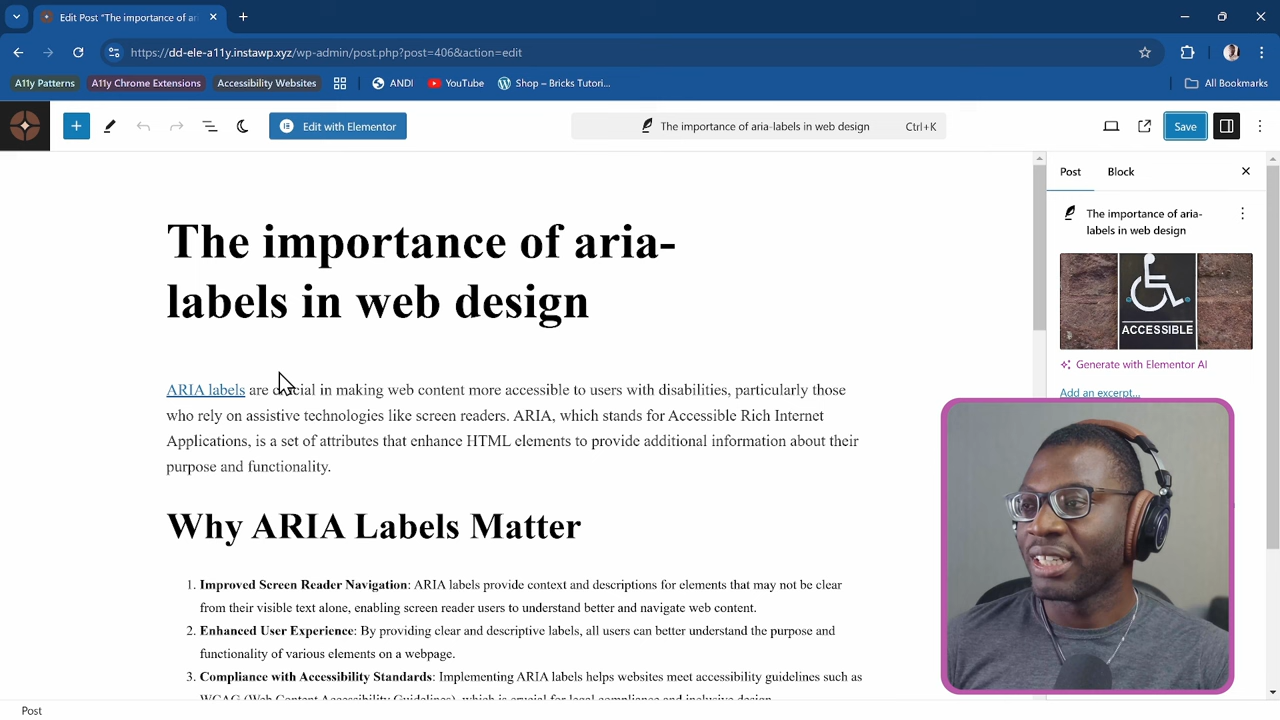 Edit Post “The importance of ari
https://dd-ele-a11y.instawp.xyz/wp-admin/post.php?post=406&action=edit
A11y Patterns
A11y Chrome Extensions
Accessibility Websites
ANDI
YouTube
Shop – Bricks Tutori...
All Bookmarks
Edit with Elementor
The importance of aria-labels in web design
Ctrl+K
Save
Post
Block
The importance of aria-
labels in web design
ACCESSIBLE
Generate with Elementor AI
Add an excerpt...
The importance of aria-
labels in web design
ARIA labels are crucial in making web content more accessible to users with disabilities, particularly those
who rely on assistive technologies like screen readers. ARIA, which stands for Accessible Rich Internet
Applications, is a set of attributes that enhance HTML elements to provide additional information about their
purpose and functionality.
Why ARIA Labels Matter
1. Improved Screen Reader Navigation: ARIA labels provide context and descriptions for elements that may not be clear
from their visible text alone, enabling screen reader users to understand better and navigate web content.
2. Enhanced User Experience: By providing clear and descriptive labels, all users can better understand the purpose and
functionality of various elements on a webpage.
3. Compliance with Accessibility Standards: Implementing ARIA labels helps websites meet accessibility guidelines such as
WCAG (Web Content Accessibility Guidelines), which is crucial for legal compliance and inclusive design.
Post